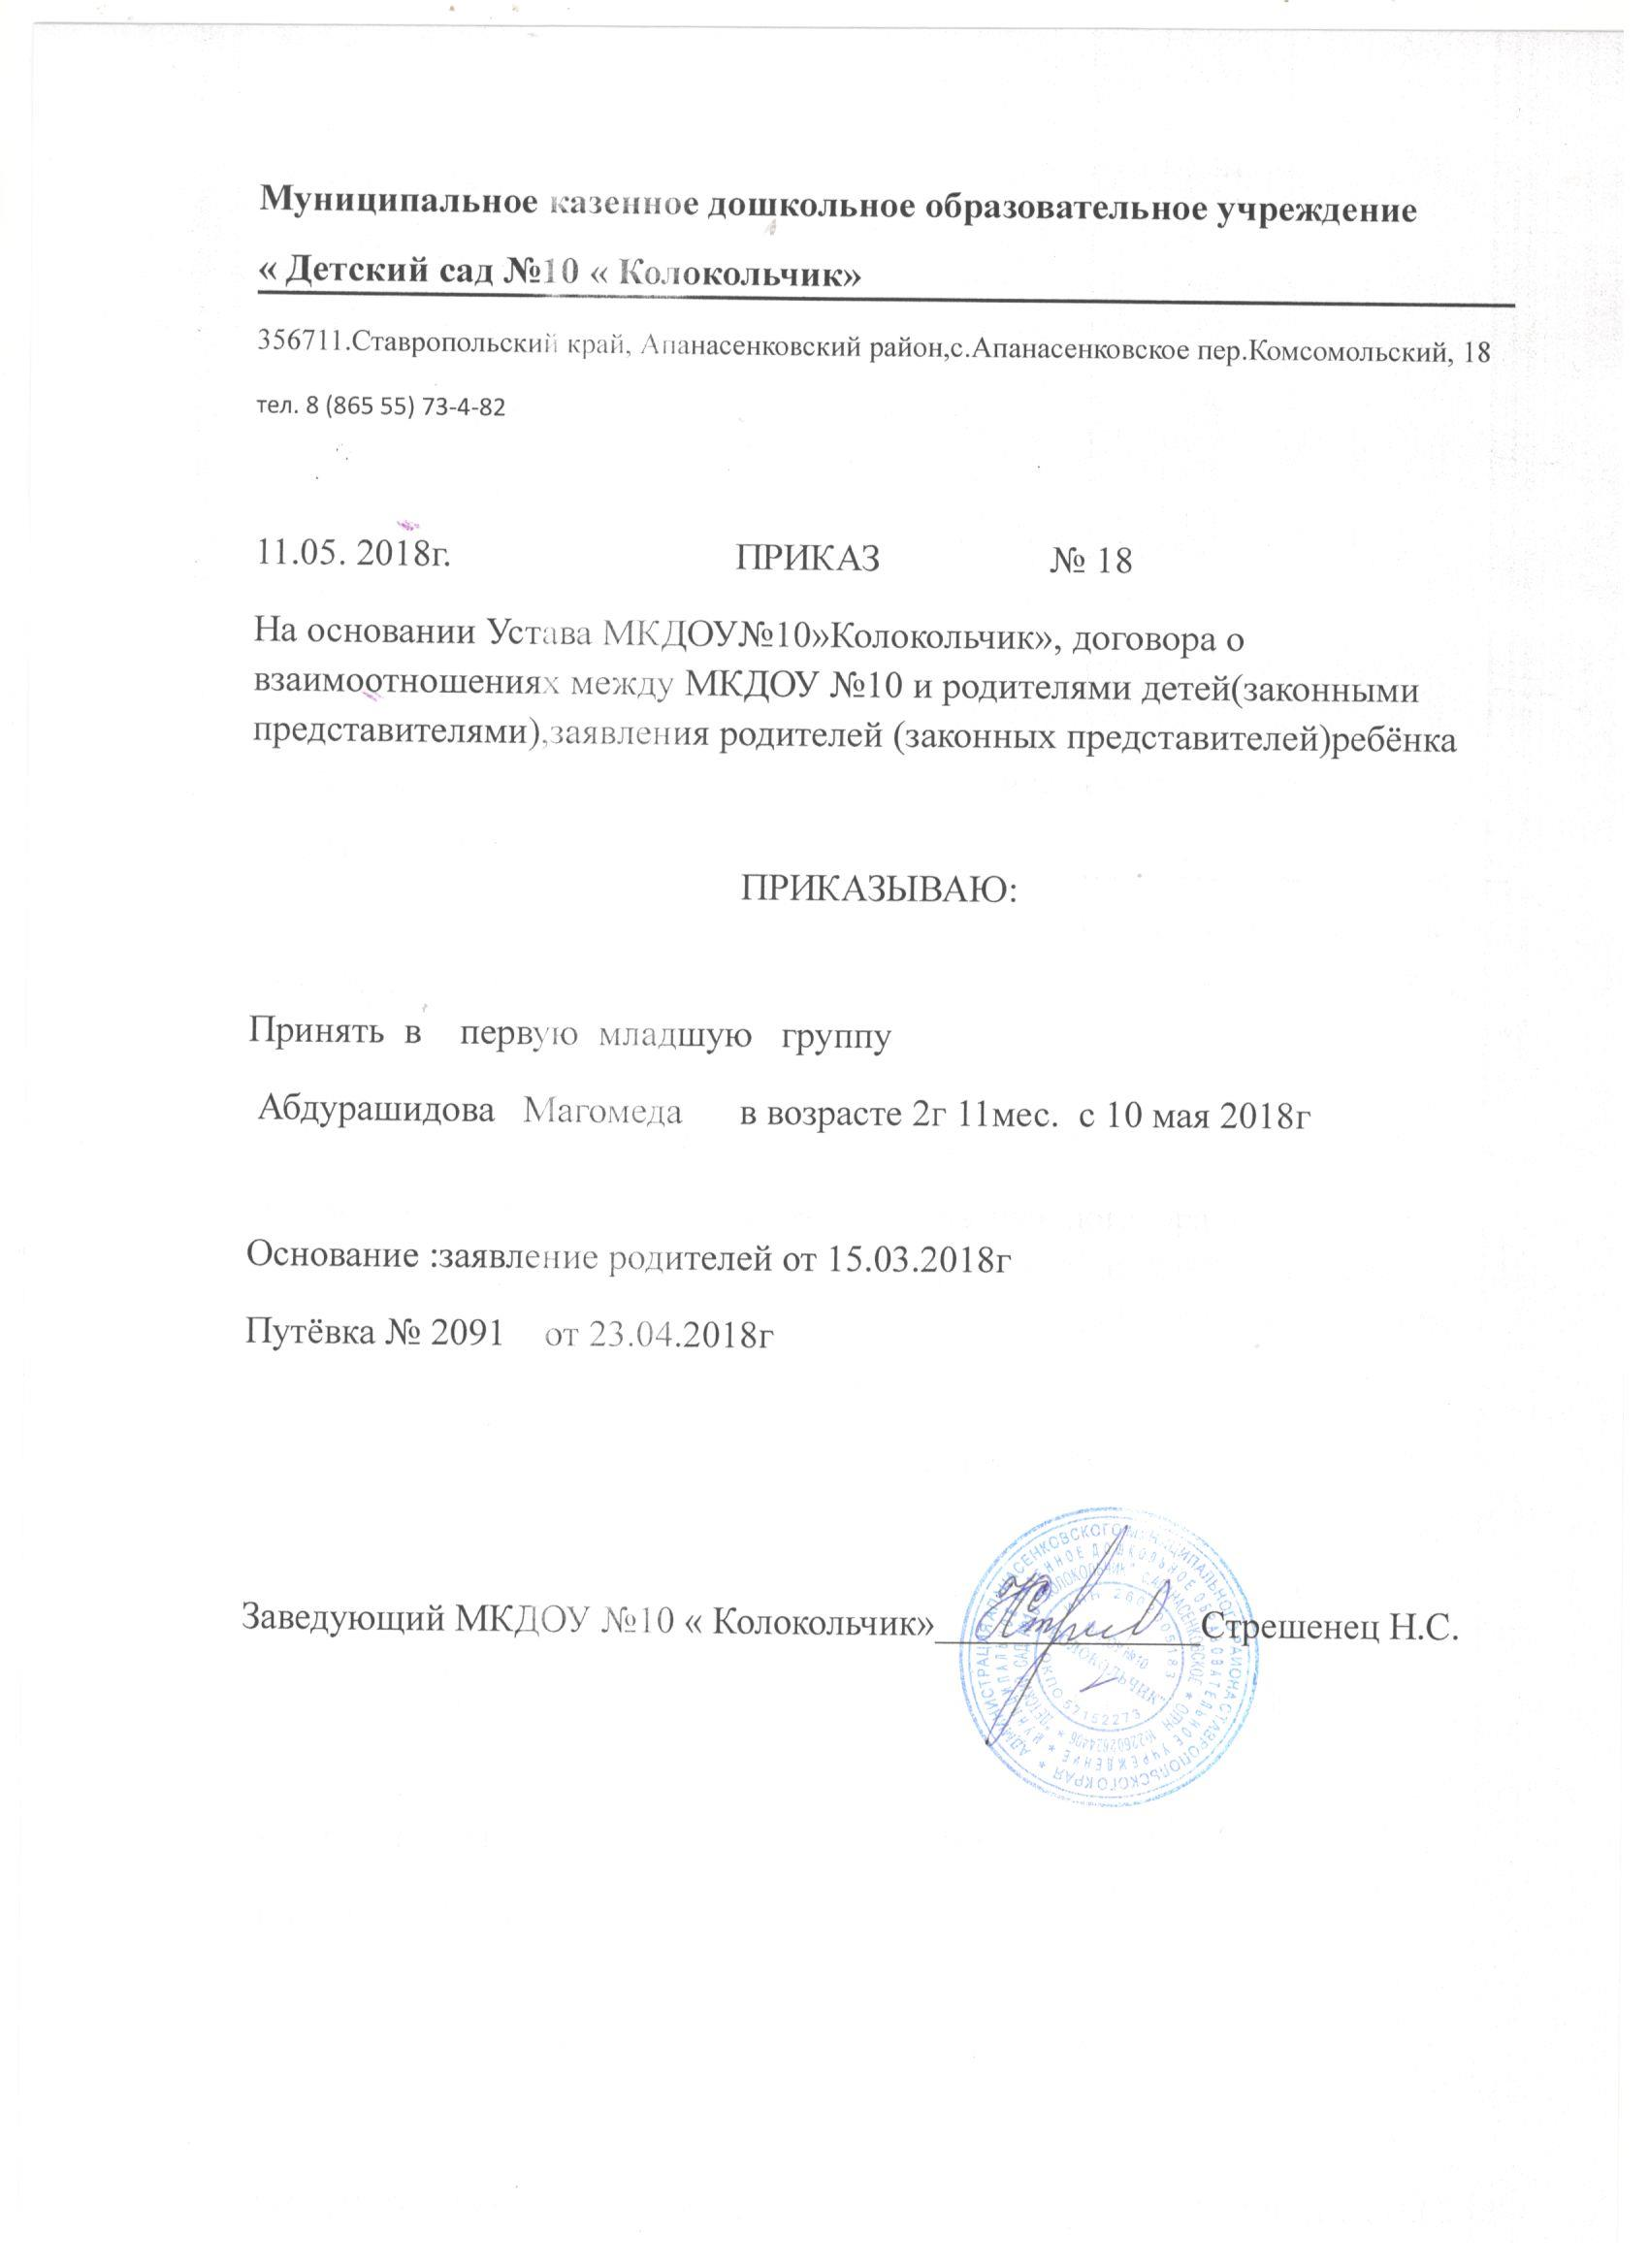 Муниципальное казенное дошкольное образовательное учреждение
« Детский сад №10 « Колокольчик»
356711.Ставропольский край, Апанасенковский район,с.Апанасенковское пер.Комсомольский, 18
тел. 8 (865 55) 73-4-82
11.05. 2018г. ПРИКАЗ № 18
На основании Устава МКДОУ№10»Колокольчик», договора о
взаимоотношениях между МКДОУ №10 и родителями детей(законными
представителями),заявления родителей (законных представителей)ребёнка
ПРИКАЗЫВАЮ:
Принять в первую младшую группу
Абдурашидова Магомеда в возрасте 2г 11мес. с 10 мая 2018г
Основание :заявление родителей от 15.03.2018г
Путёвка № 2091 от 23.04.2018г
Заведующий МКДОУ №10 « Колокольчик»______________Стрешенец Н.С.
ОКПО 57152273